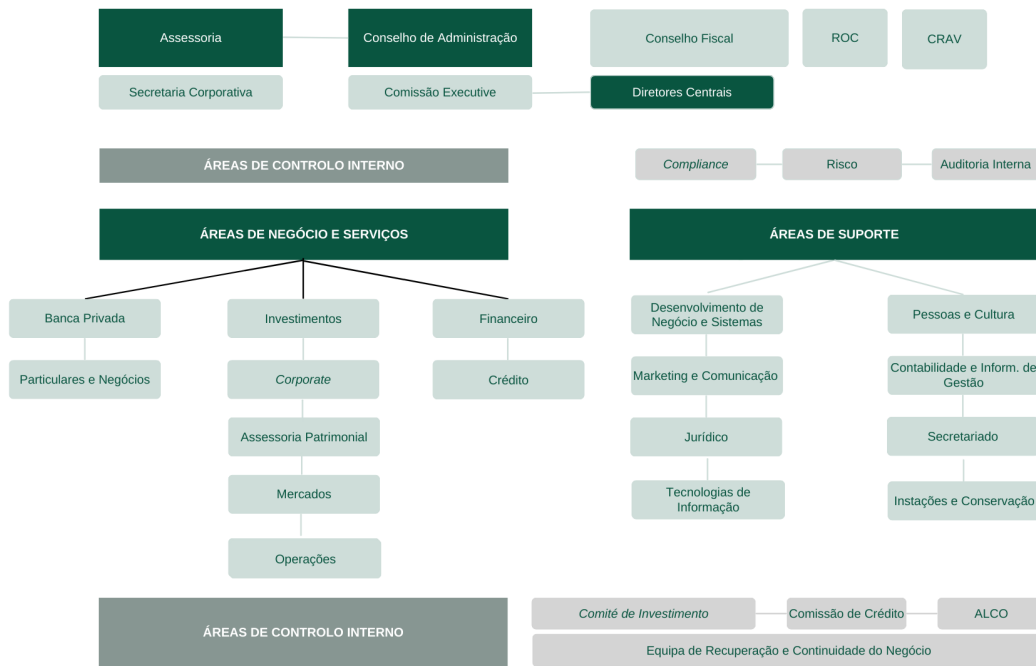 Assessoria
Conselho de Administração
Conselho Fiscal
ROC
CRAV
Secretaria Corporativa
Comissão Executive
Diretores Centrais
ÁREAS DE CONTROLO INTERNO
Compliance
Risco
Auditoria Interna
ÁREAS DE NEGÓCIO E SERVIÇOS
Banca Privada
Investimentos
Financeiro
Particulares e Negócios
Corporate
Crédito
Assessoria Patrimonial
Mercados
Operações
ÁREAS DE SUPORTE
Desenvolvimento de
Negócio e Sistemas
Pessoas e Cultura
Marketing e Comunicação
Contabilidade e Inform. de
Gestão
Jurídico
Secretariado
Tecnologias de
Informação
Instações e Conservação
ÁREAS DE CONTROLO INTERNO
Comité de Investimento
Comissão de Crédito
ALCO
Equipa de Recuperação e Continuidade do Negócio